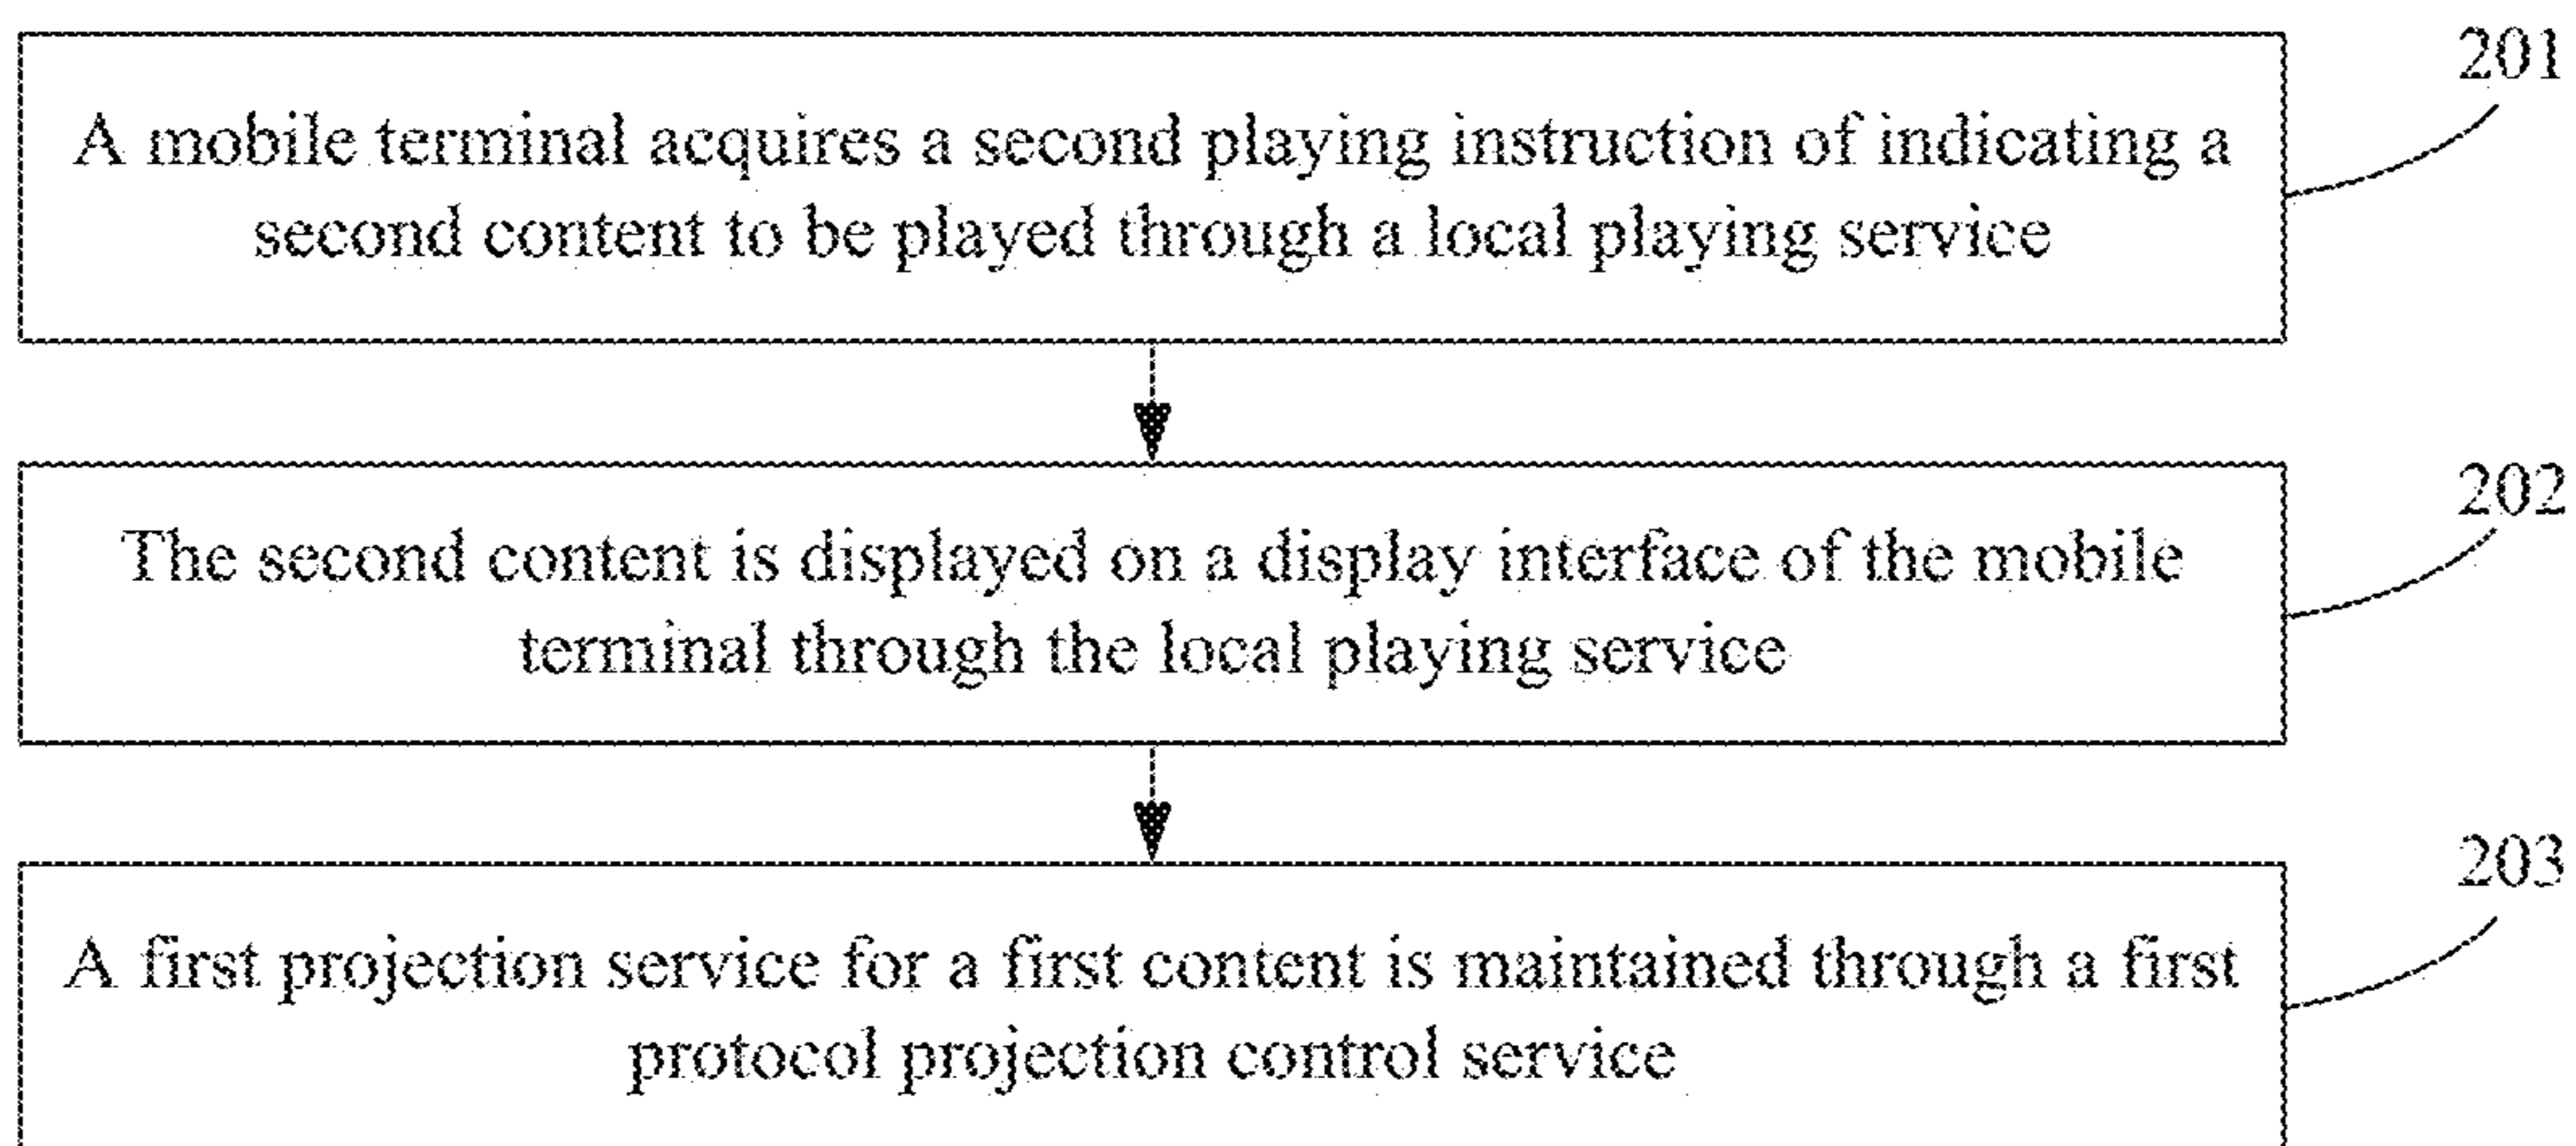 201
A mobile terminal acquires a second playing instruction of indicating a
second content to be played through a local playing service
202
The second content is displayed on a display interface of the mobile
terminal through the local playing service
203
A first projection service for a first content is maintained through a first
protocol projection control service